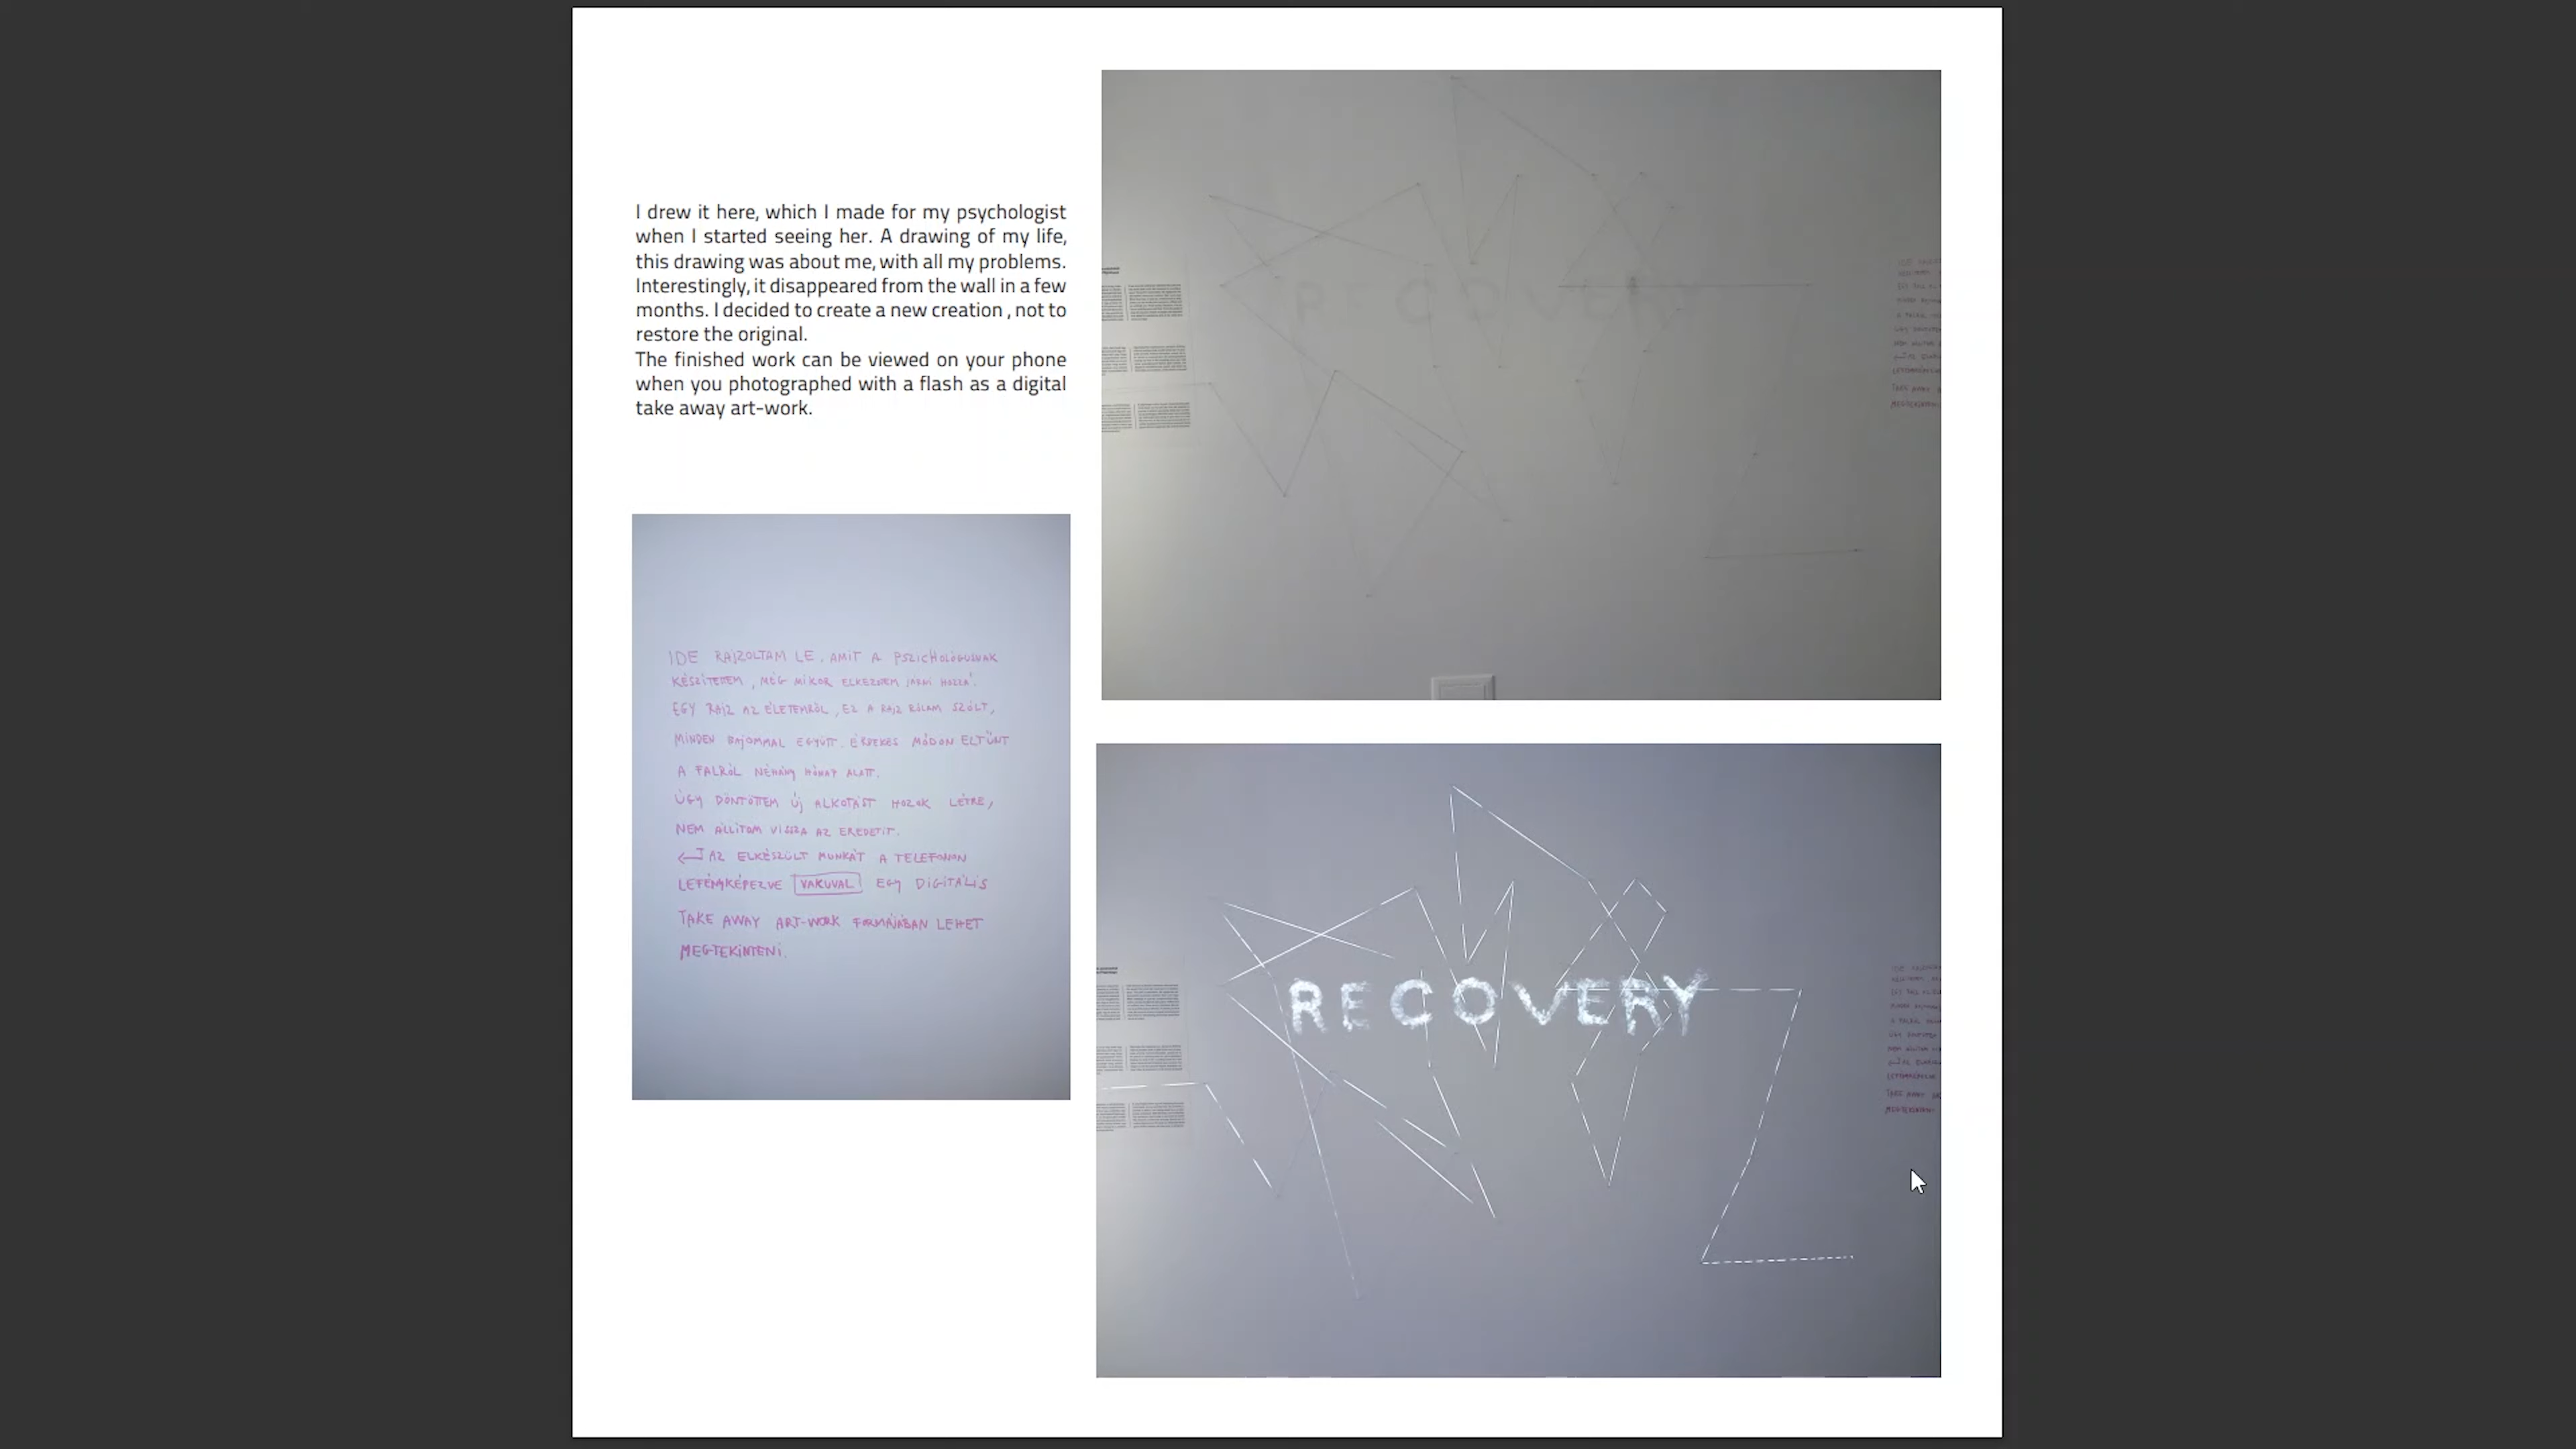 I drew it here, which I made for my psychologist
when I started seeing her. A drawing of my life,
this drawing was about me, with all my problems.
Interestingly, it disappeared from the wall in a few
months. I decided to create a new creation , not to
restore the original.
The finished work can be viewed on your phone
when you photographed with a flash as a digital
take away art-work.
IDE RAJZOLTAM LE, AMIT A PSZICHOLÓGUSNAK
KÉSZÍTETTEM, MÉG MIKOR ELKEZDTEM JÁRNI HOZZÁ.
EGY RAJZ AZ ÉLETEMRŐL, EZ A RAJZ RÓLAM SZÓLT,
MINDEN BAJOMMAL EGYÜTT. ÉRDEKES MÓDON ELTŰNT
A FALRÓL NÉHÁNY HÓNAP ALATT.
ÚGY DÖNTÖTTEM ÚJ ALKOTÁST HOZOK LÉTRE,
NEM ÁLLÍTOM VISSZA AZ EREDETIT.
← AZ ELKÉSZÜLT MUNKÁT A TELEFONON
LEFÉNYKÉPEZVE VAKUVAL EGY DIGITÁLIS
TAKE AWAY ART-WORK FORMÁJÁBAN LEHET
MEGTEKINTENI.
RECOVERY
RECOVERY